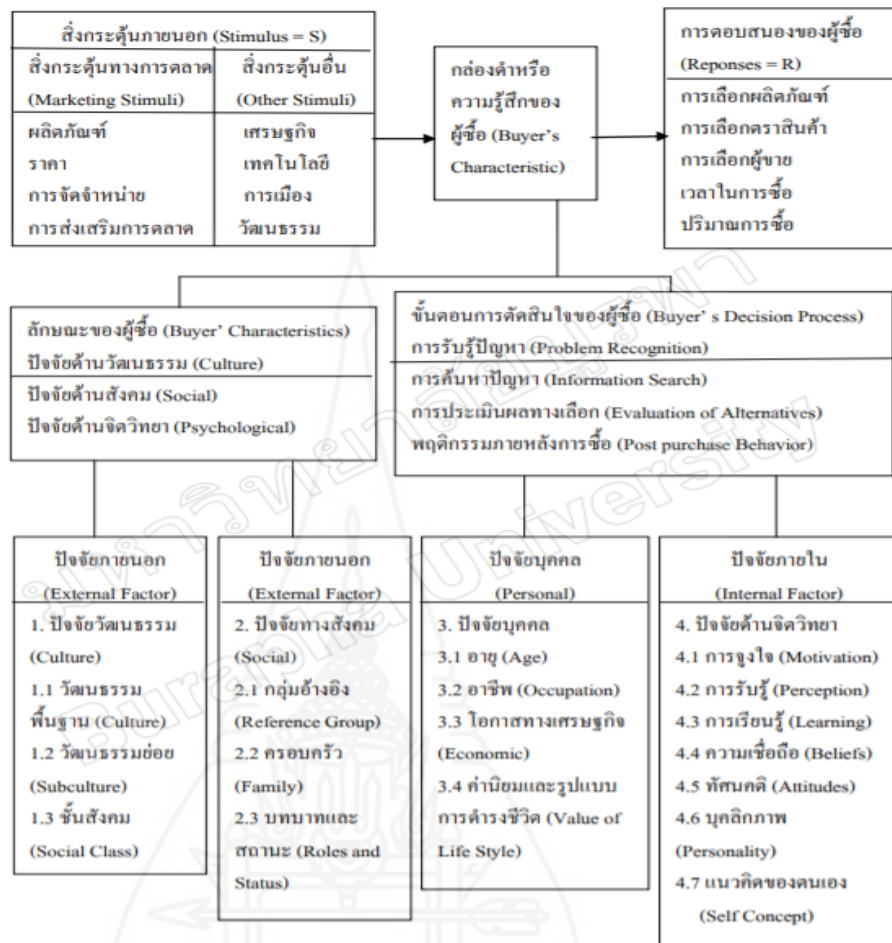 สิ่งกระตุ้นภายนอก (Stimulus = S)
สิ่งกระตุ้นทางการตลาด
(Marketing Stimuli)
สิ่งกระตุ้นอื่น
(Other Stimuli)
ผลิตภัณฑ์
ราคา
การจัดจำหน่าย
การส่งเสริมการตลาด
เศรษฐกิจ
เทคโนโลยี
การเมือง
วัฒนธรรม
กล่องดำหรือ
ความรู้สึกของ
ผู้ซื้อ (Buyer's
Characteristic)
การตอบสนองของผู้ซื้อ
(Reponses = R)
การเลือกผลิตภัณฑ์
การเลือกตราสินค้า
การเลือกผู้ขาย
เวลาในการซื้อ
ปริมาณการซื้อ
ลักษณะของผู้ซื้อ (Buyer' Characteristics)
ปัจจัยด้านวัฒนธรรม (Culture)
ปัจจัยด้านสังคม (Social)
ปัจจัยด้านจิตวิทยา (Psychological)
ขั้นตอนการตัดสินใจของผู้ซื้อ (Buyer' s Decision Process)
การรับรู้ปัญหา (Problem Recognition)
การค้นหาปัญหา (Information Search)
การประเมินผลทางเลือก (Evaluation of Alternatives)
พฤติกรรมภายหลังการซื้อ (Post purchase Behavior)
ปัจจัยภายนอก
(External Factor)
1. ปัจจัยวัฒนธรรม
(Culture)
1.1 วัฒนธรรม
พื้นฐาน (Culture)
1.2 วัฒนธรรมย่อย
(Subculture)
1.3 ชั้นสังคม
(Social Class)
ปัจจัยภายนอก
(External Factor)
2. ปัจจัยทางสังคม
(Social)
2.1 กลุ่มอ้างอิง
(Reference Group)
2.2 ครอบครัว
(Family)
2.3 บทบาทและ
สถานะ (Roles and
Status)
ปัจจัยบุคคล
(Personal)
3. ปัจจัยบุคคล
3.1 อายุ (Age)
3.2 อาชีพ (Occupation)
3.3 โอกาสทางเศรษฐกิจ
(Economic)
3.4 ค่านิยมและรูปแบบ
การดำรงชีวิต (Value of
Life Style)
ปัจจัยภายใน
(Internal Factor)
4. ปัจจัยด้านจิตวิทยา
4.1 การจูงใจ (Motivation)
4.2 การรับรู้ (Perception)
4.3 การเรียนรู้ (Learning)
4.4 ความเชื่อถือ (Beliefs)
4.5 ทัศนคติ (Attitudes)
4.6 บุคลิกภาพ
(Personality)
4.7 แนวคิดของตนเอง
(Self Concept)
มหาวิทยาลัยบูรพา
Burapha University